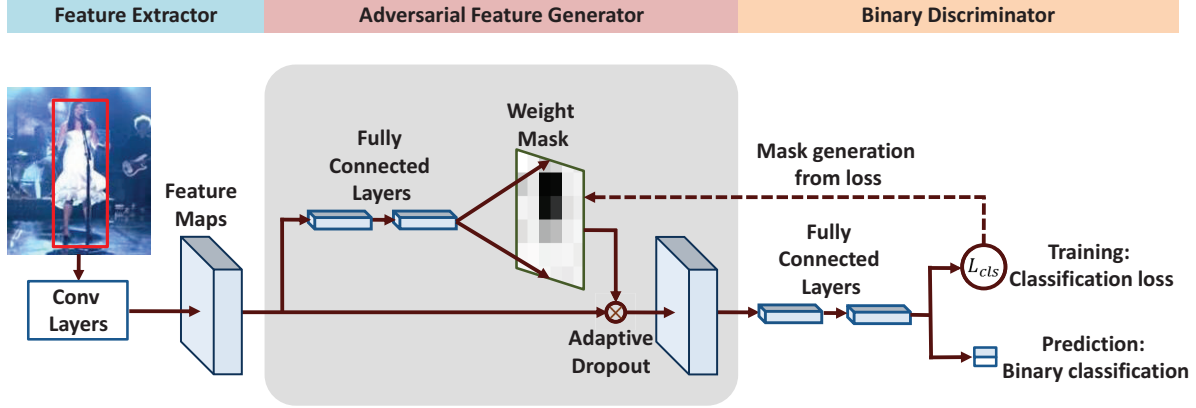 Feature Extractor
Adversarial Feature Generator
Binary Discriminator
Conv
Layers
Feature
Maps
Fully
Connected
Layers
Weight
Mask
Adaptive
Dropout
Mask generation
from loss
Fully
Connected
Layers
L_cls
Training:
Classification loss
Prediction:
Binary classification